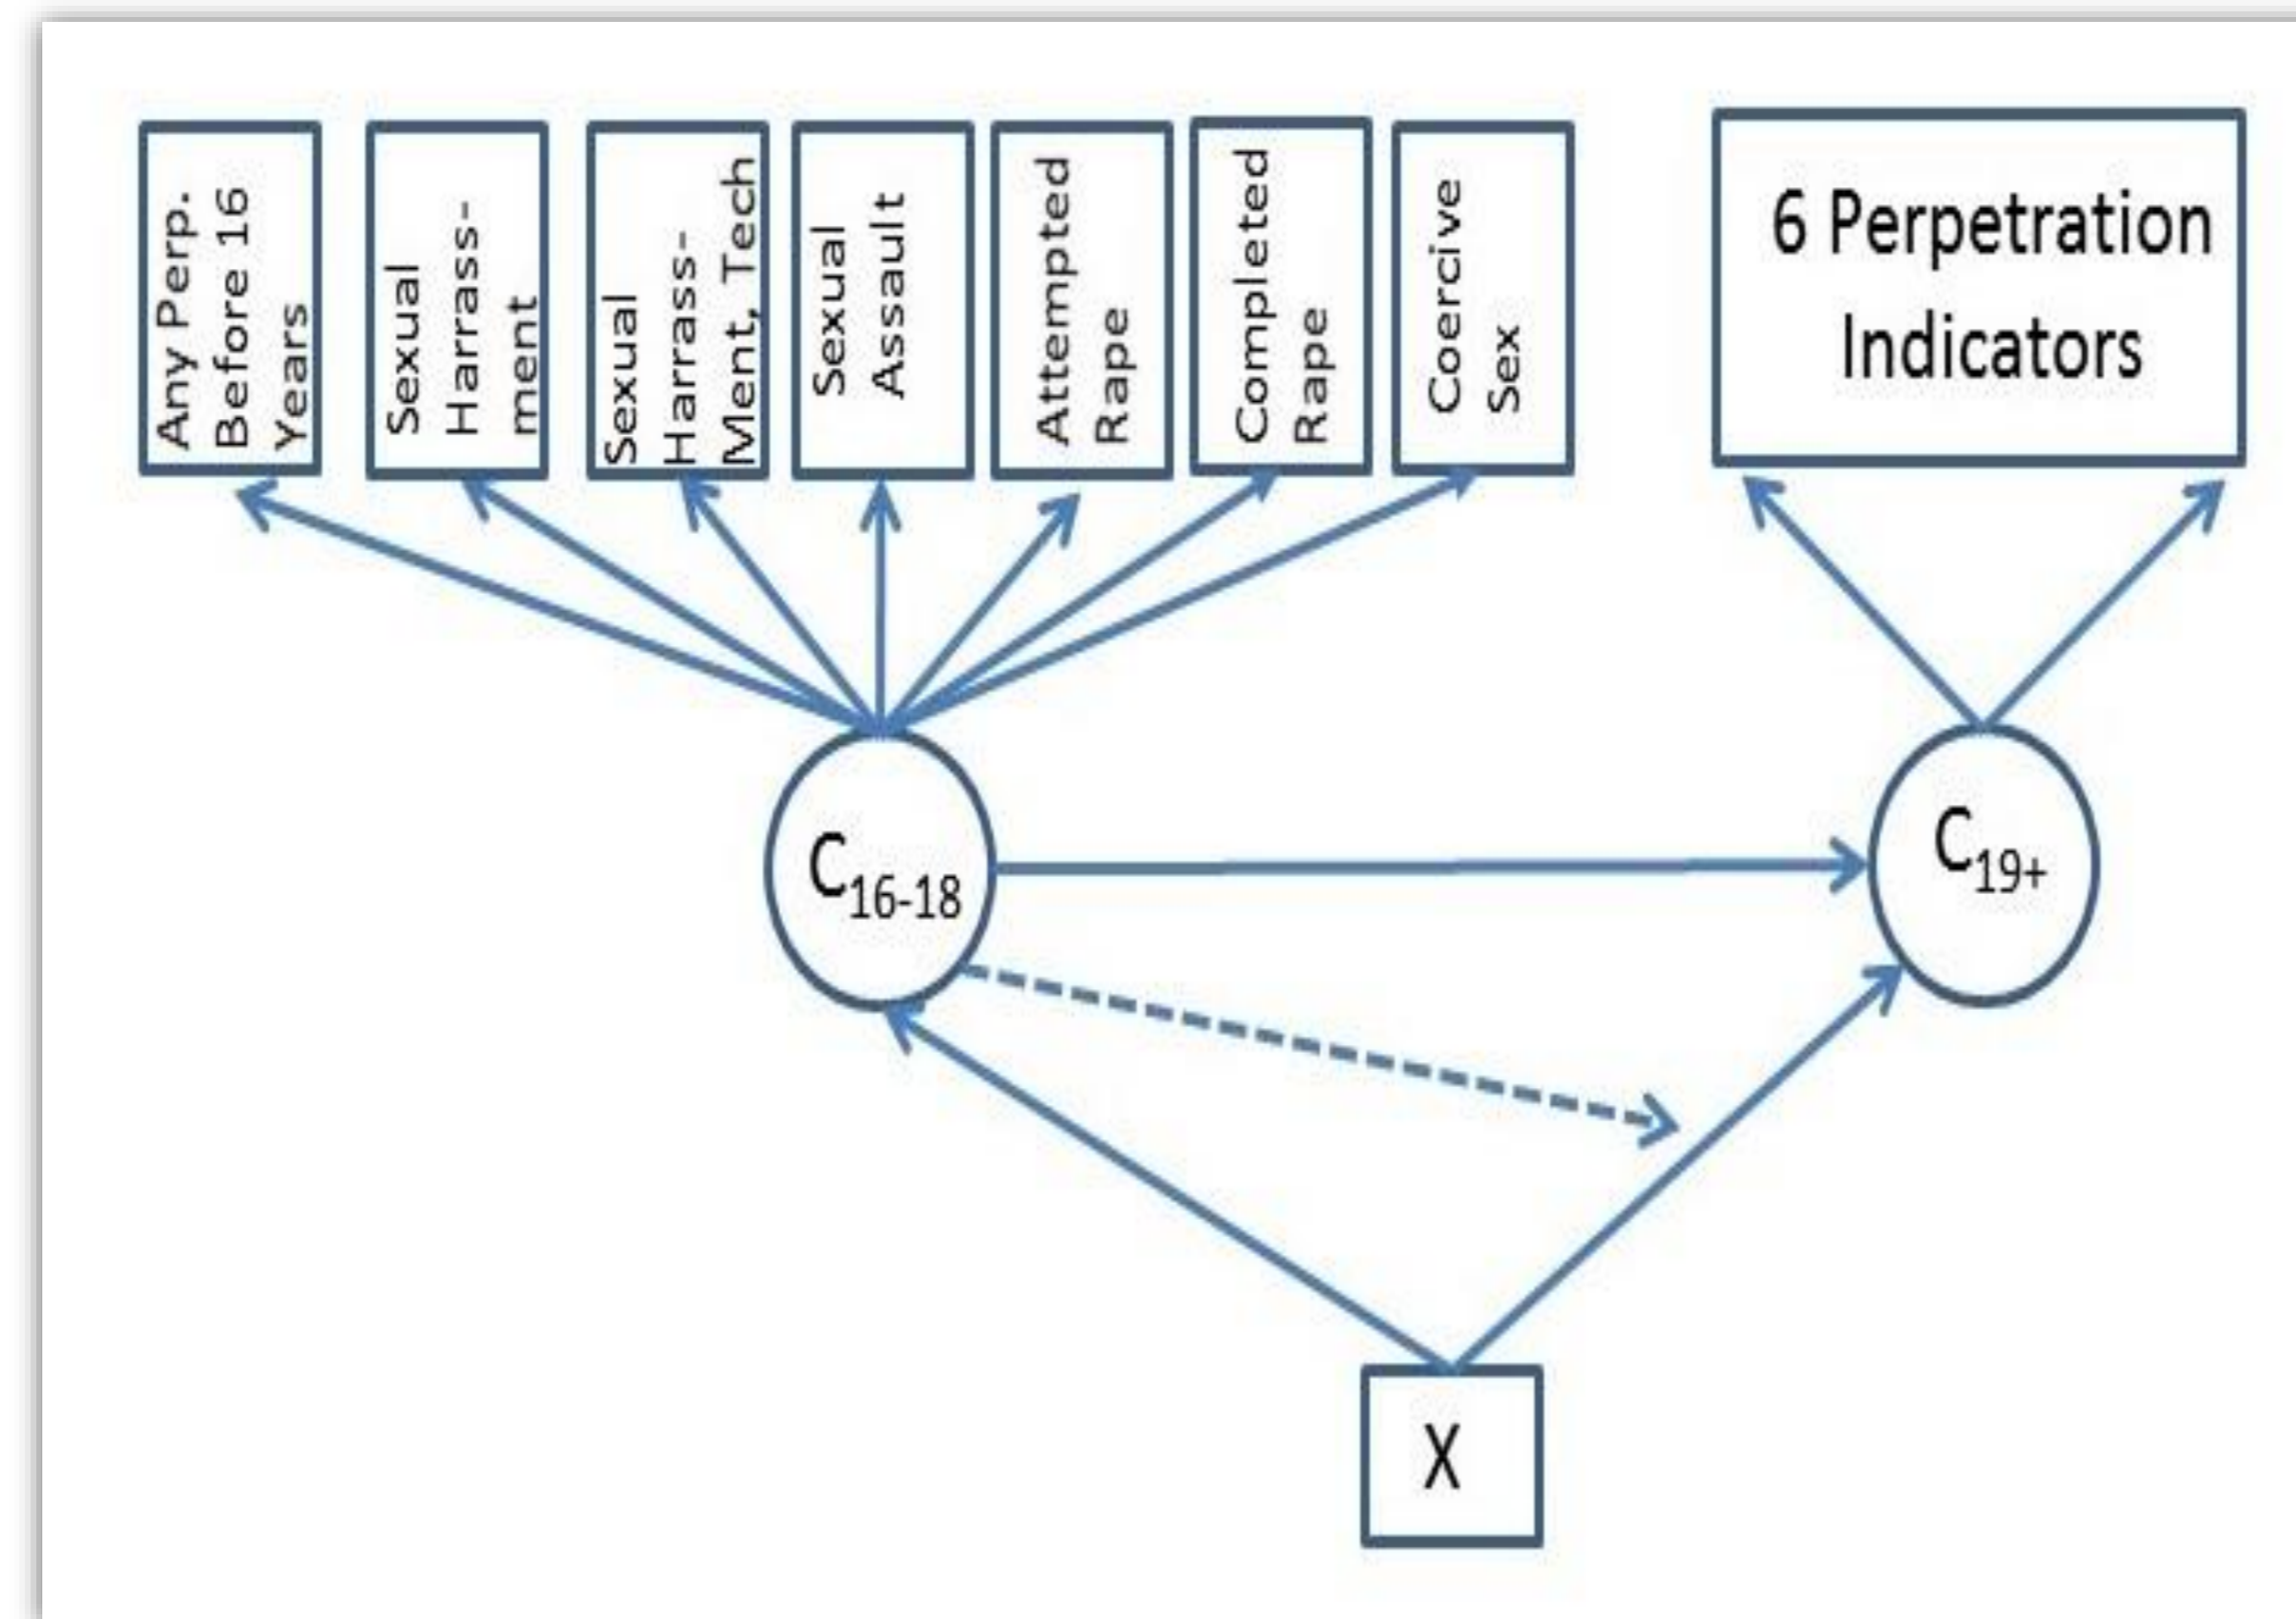 Any Perp.
Before 16
Years
Sexual
Harrass-
ment
Sexual
Harrass-
Ment, Tech
Sexual
Assault
Attempted
Rape
Completed
Rape
Coercive
Sex
6 Perpetration
Indicators
C16-18
C19+
X